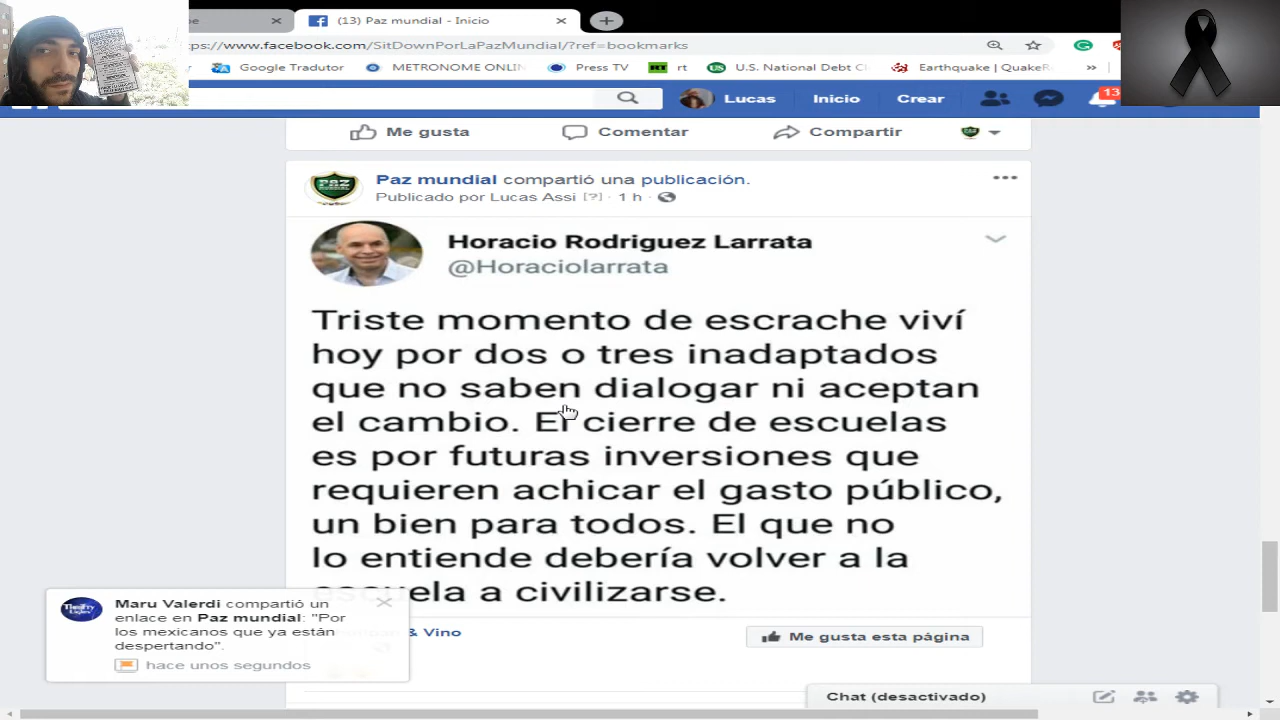 (13) Paz mundial - Inicio
ps://www.facebook.com/SitDownPorLaPazMundial/?ref=bookmarks
Google Tradutor METRONOME ONLIN Press TV RT rt US U.S. National Debt C Earthquake | QuakeR »
Lucas Inicio Crear 13
Me gusta Comentar Compartir
Paz mundial compartió una publicación.
Publicado por Lucas Assi [?] · 1 h ·
PAZ
Horacio Rodriguez Larrata
@Horaciolarrata
Triste momento de escrache viví
hoy por dos o tres inadaptados
que no saben dialogar ni aceptan
el cambio. El cierre de escuelas
es por futuras inversiones que
requieren achicar el gasto público,
un bien para todos. El que no
lo entiende debería volver a la
escuela a civilizarse.
& Vino
Me gusta esta página
Maru Valerdi compartió un
enlace en Paz mundial: "Por
los mexicanos que ya están
despertando".
hace unos segundos
Chat (desactivado)